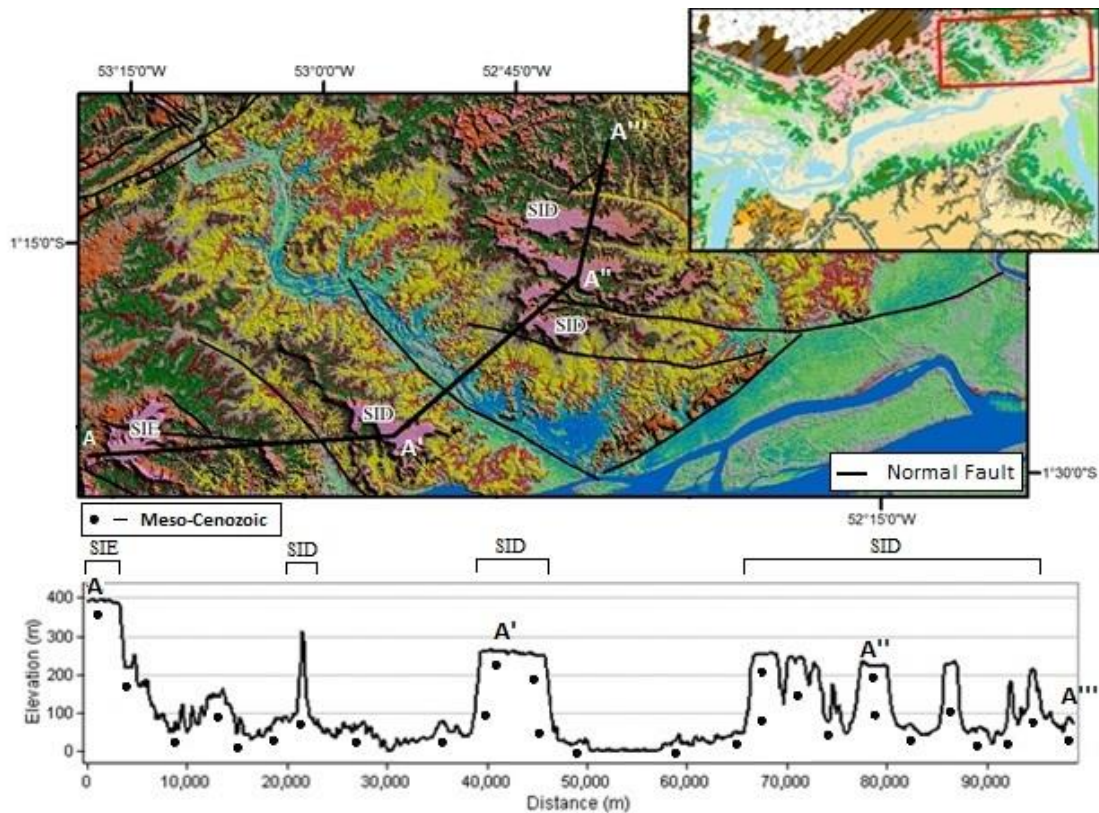 53°15'0"W 53°0'0"W 52°45'0"W
A'''
SID
1°15'0"S
A''
SID
SID
SIE
A
A'
Normal Fault
1°30'0"S
52°15'0"W
● – Meso-Cenozoic
SIE SID SID SID
A
A'
A''
A'''
Elevation (m)
400
300
200
100
0
0 10,000 20,000 30,000 40,000 50,000 60,000 70,000 80,000 90,000
Distance (m)